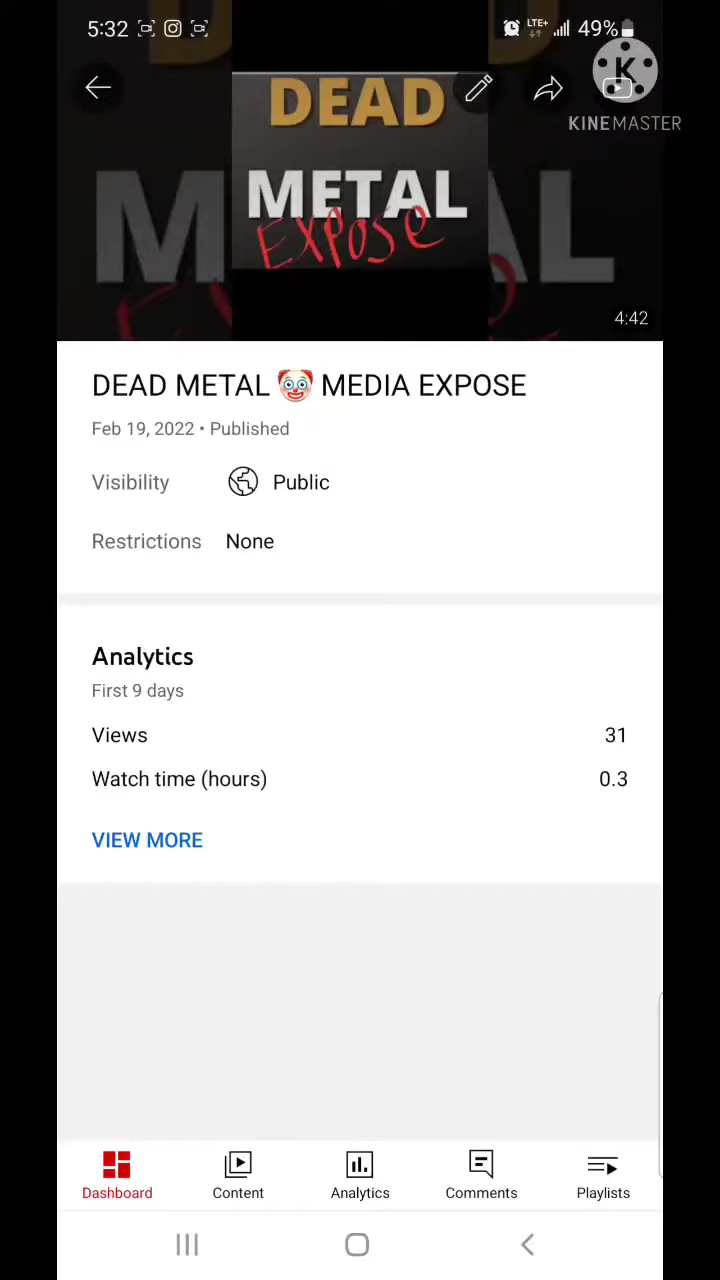 5:32 LTE+ 49%
K
KINEMASTER
DEAD
METAL
Expose
4:42
DEAD METAL 🤡 MEDIA EXPOSE
Feb 19, 2022 • Published
Visibility Public
Restrictions None
Analytics
First 9 days
Views 31
Watch time (hours) 0.3
VIEW MORE
Dashboard Content Analytics Comments Playlists